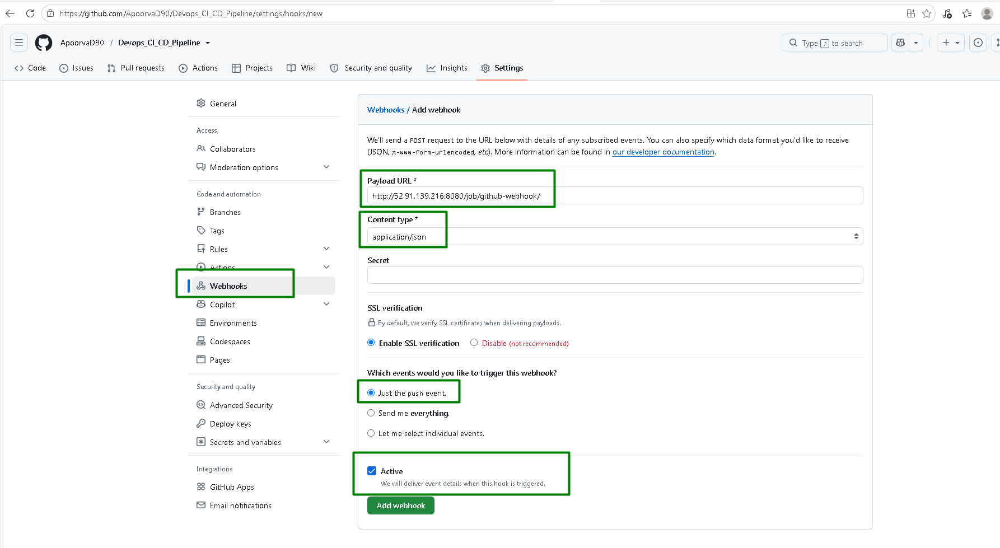 https://github.com/ApoorvaD90/Devops_CI_CD_Pipeline/settings/hooks/new
ApoorvaD90 / Devops_CI_CD_Pipeline
Type / to search
Code Issues Pull requests Actions Projects Wiki Security and quality Insights Settings
General
Access
Collaborators
Moderation options
Code and automation
Branches
Tags
Rules
Actions
Webhooks
Copilot
Environments
Codespaces
Pages
Security and quality
Advanced Security
Deploy keys
Secrets and variables
Integrations
GitHub Apps
Email notifications
Webhooks / Add webhook
We'll send a POST request to the URL below with details of any subscribed events. You can also specify which data format you'd like to receive
(JSON, x-www-form-urlencoded, etc). More information can be found in our developer documentation.
Payload URL *
http://52.91.139.216:8080/job/github-webhook/
Content type *
application/json
Secret
SSL verification
By default, we verify SSL certificates when delivering payloads.
Enable SSL verification Disable (not recommended)
Which events would you like to trigger this webhook?
Just the push event.
Send me everything.
Let me select individual events.
Active
We will deliver event details when this hook is triggered.
Add webhook